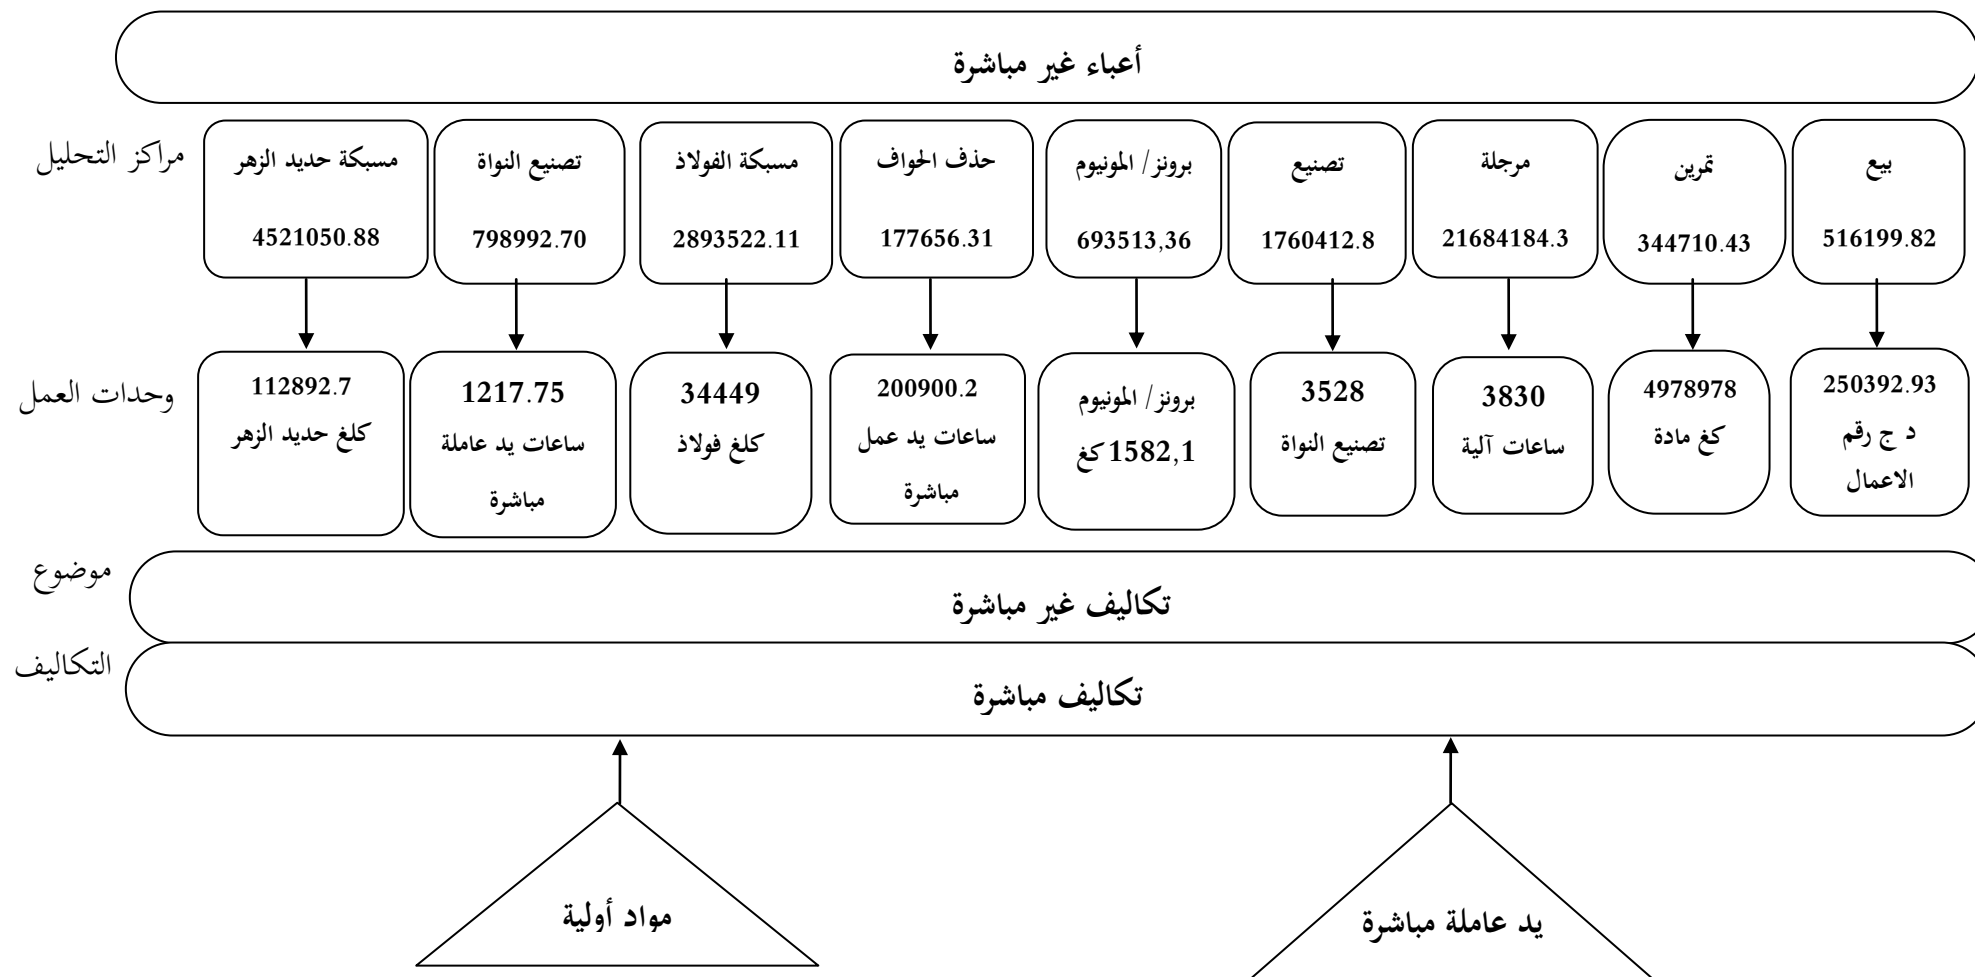 أعباء غير مباشرة
مراكز التحليل
بيع
516199.82
تمرين
344710.43
مرجلة
21684184.3
تصنيع
1760412.8
برونز/ المونيوم
693513,36
حذف الحواف
177656.31
مسبكة الفولاذ
2893522.11
تصنيع النواة
798992.70
مسبكة حديد الزهر
4521050.88
وحدات العمل
250392.93
د ج رقم
الاعمال
4978978
كغ مادة
3830
ساعات آلية
3528
تصنيع النواة
برونز/ المونيوم
1582,1 كغ
200900.2
ساعات يد عمل
مباشرة
34449
كلغ فولاذ
1217.75
ساعات يد عاملة
مباشرة
112892.7
كلغ حديد الزهر
موضوع
التكاليف
تكاليف غير مباشرة
تكاليف مباشرة
يد عاملة مباشرة
مواد أولية